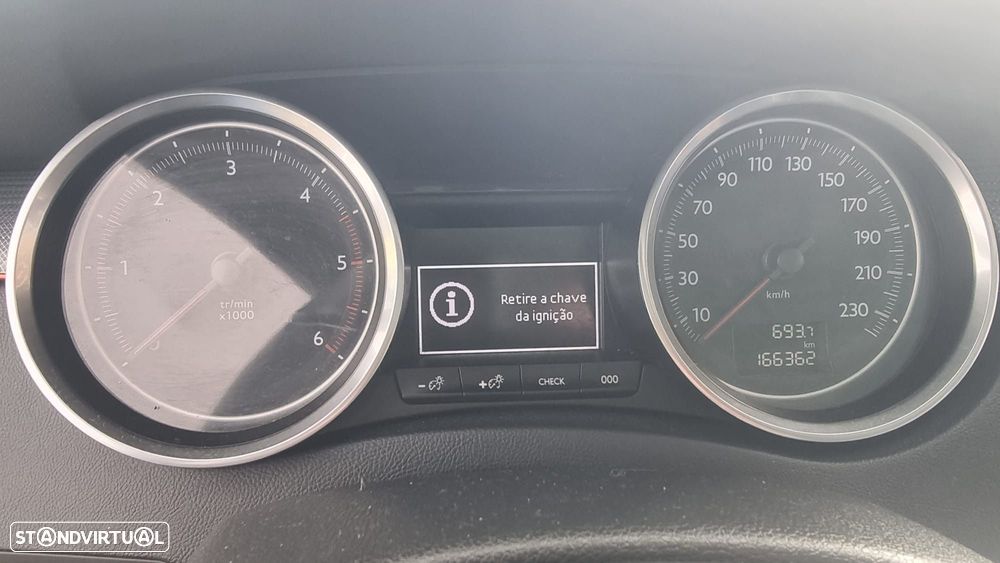 0
1
2
3
4
5
6
tr/min
x1000
Retire a chave
da ignição
CHECK
000
10
30
50
70
90
110
130
150
170
190
210
230
km/h
693.7
km
166362
STANDVIRTUAL